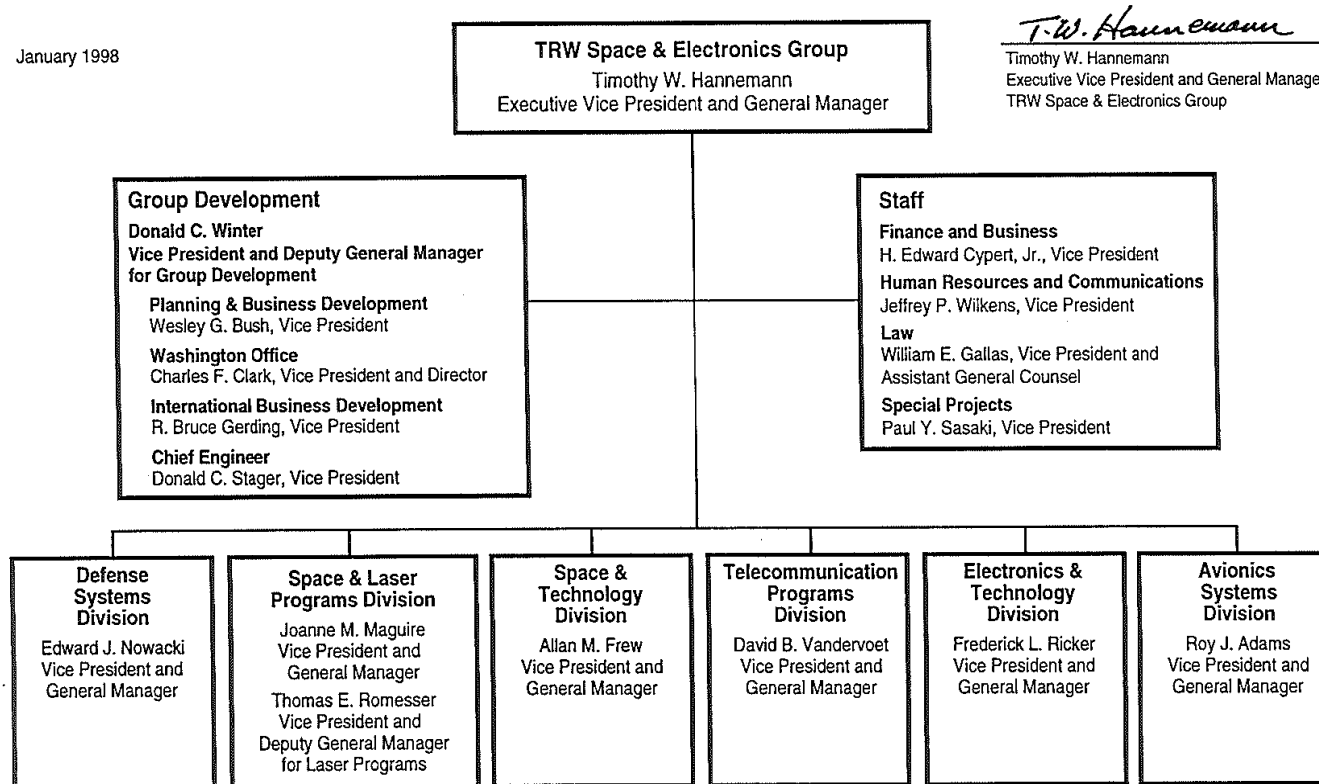 January 1998
TRW Space & Electronics Group
Timothy W. Hannemann
Executive Vice President and General Manager
T.W. Hannemann
Timothy W. Hannemann
Executive Vice President and General Manage
TRW Space & Electronics Group
Group Development
Donald C. Winter
Vice President and Deputy General Manager
for Group Development
Planning & Business Development
Wesley G. Bush, Vice President
Washington Office
Charles F. Clark, Vice President and Director
International Business Development
R. Bruce Gerding, Vice President
Chief Engineer
Donald C. Stager, Vice President
Staff
Finance and Business
H. Edward Cypert, Jr., Vice President
Human Resources and Communications
Jeffrey P. Wilkens, Vice President
Law
William E. Gallas, Vice President and
Assistant General Counsel
Special Projects
Paul Y. Sasaki, Vice President
Defense
Systems
Division
Edward J. Nowacki
Vice President and
General Manager
Space & Laser
Programs Division
Joanne M. Maguire
Vice President and
General Manager
Thomas E. Romesser
Vice President and
Deputy General Manager
for Laser Programs
Space &
Technology
Division
Allan M. Frew
Vice President and
General Manager
Telecommunication
Programs
Division
David B. Vandervoet
Vice President and
General Manager
Electronics &
Technology
Division
Frederick L. Ricker
Vice President and
General Manager
Avionics
Systems
Division
Roy J. Adams
Vice President and
General Manager